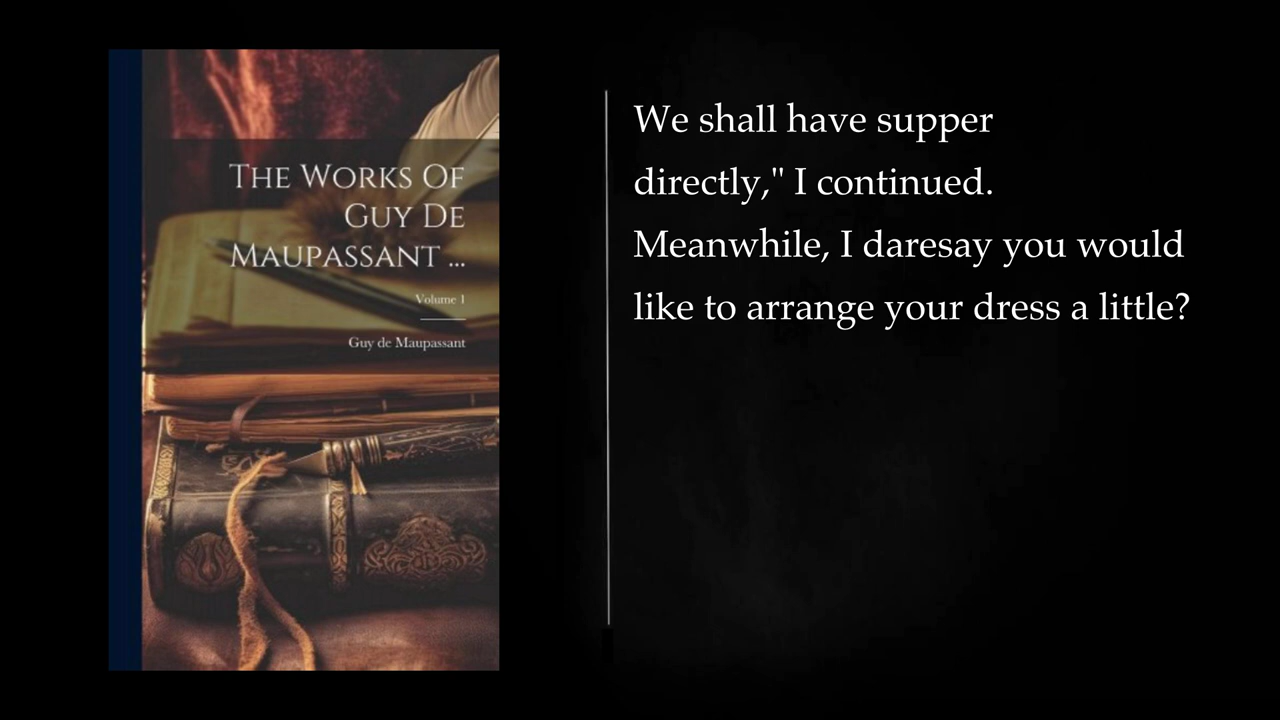 The Works Of
Guy De
Maupassant ...
Volume 1
Guy de Maupassant
We shall have supper
directly," I continued.
Meanwhile, I daresay you would
like to arrange your dress a little?